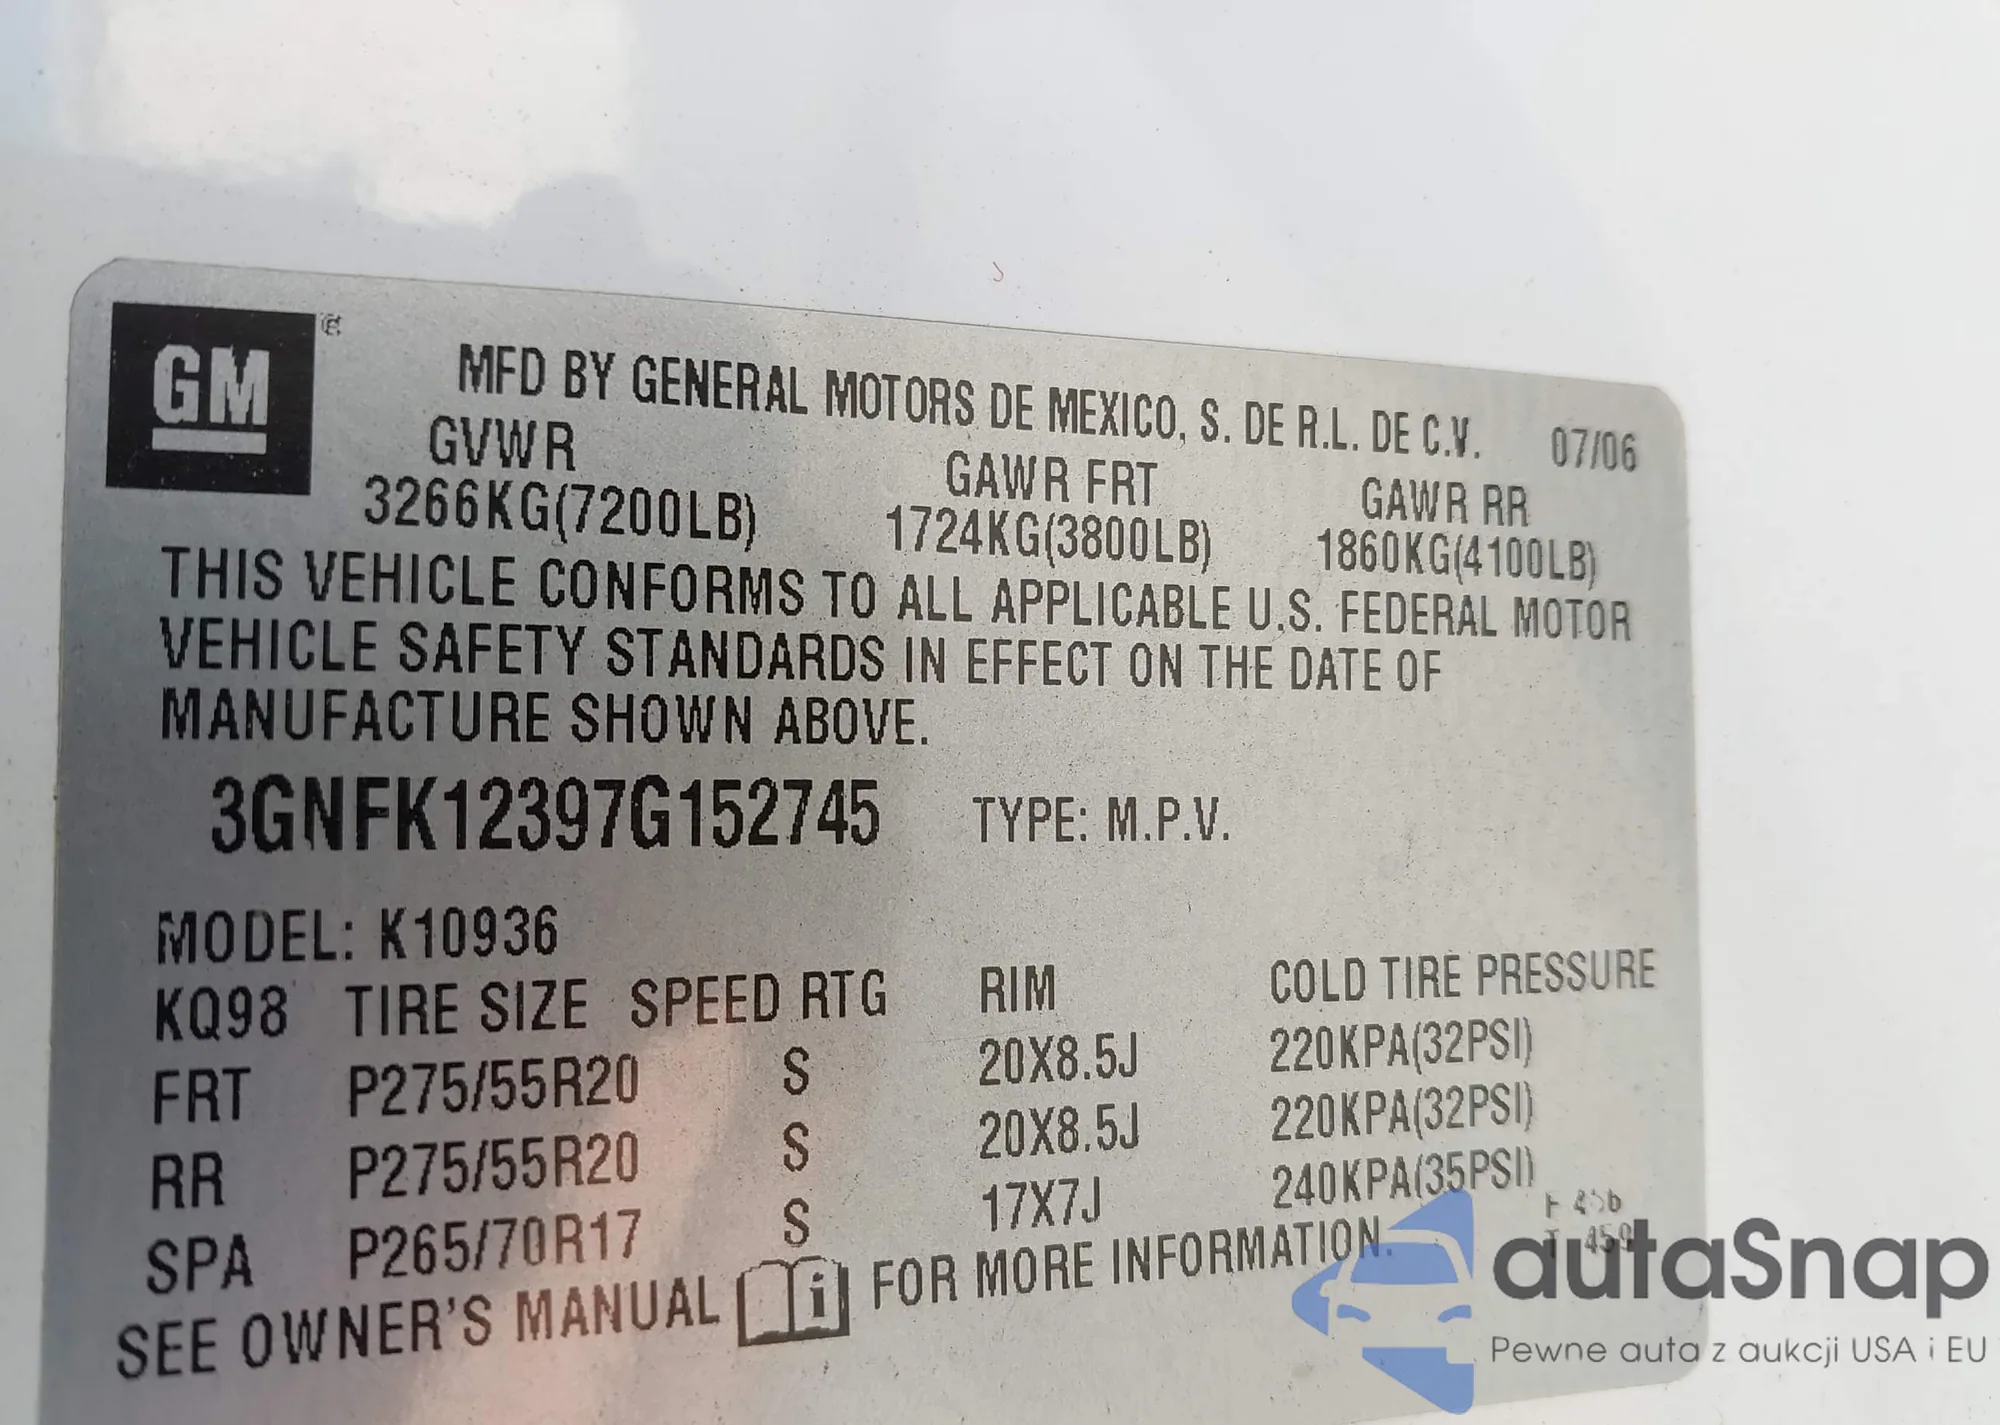 GM
MFD BY GENERAL MOTORS DE MEXICO, S. DE R.L. DE C.V. 07/06
GVWR GAWR FRT GAWR RR
3266KG(7200LB) 1724KG(3800LB) 1860KG(4100LB)
THIS VEHICLE CONFORMS TO ALL APPLICABLE U.S. FEDERAL MOTOR
VEHICLE SAFETY STANDARDS IN EFFECT ON THE DATE OF
MANUFACTURE SHOWN ABOVE.
3GNFK12397G152745 TYPE: M.P.V.
MODEL: K10936
KQ98 TIRE SIZE SPEED RTG RIM COLD TIRE PRESSURE
FRT P275/55R20 S 20X8.5J 220KPA(32PSI)
RR P275/55R20 S 20X8.5J 220KPA(32PSI)
SPA P265/70R17 S 17X7J 240KPA(35PSI)
SEE OWNER'S MANUAL i FOR MORE INFORMATION.
autaSnap
Pewne auta z aukcji USA i EU